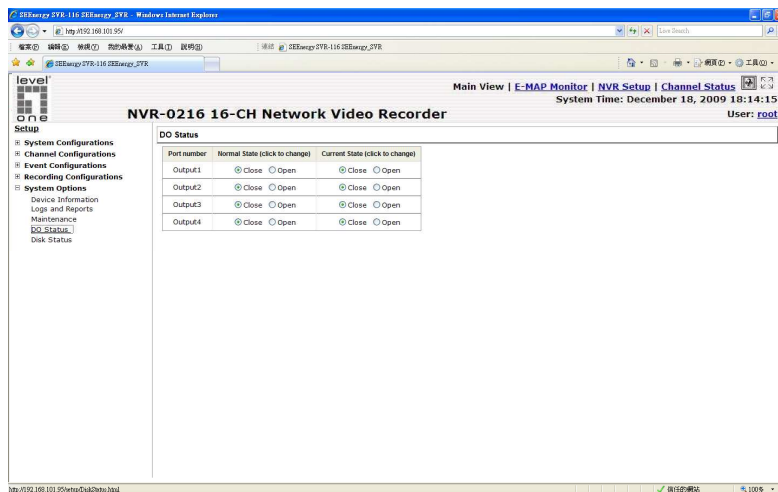 SEEnergy SVR-116 SEEnergy_SVR - Windows Internet Explorer
http://192.168.101.95/
Live Search
檔案(F) 編輯(E) 檢視(V) 我的最愛(A) 工具(T) 說明(H)
連結 SEEnergy SVR-116 SEEnergy_SVR
SEEnergy SVR-116 SEEnergy_SVR
網頁(P) 工具(O)
level
one
Main View | E-MAP Monitor | NVR Setup | Channel Status
System Time: December 18, 2009 18:14:15
NVR-0216 16-CH Network Video Recorder
User: root
Setup
System Configurations
Channel Configurations
Event Configurations
Recording Configurations
System Options
Device Information
Logs and Reports
Maintenance
DO Status
Disk Status
DO Status
Port number Normal State (click to change) Current State (click to change)
Output1 Close Open Close Open
Output2 Close Open Close Open
Output3 Close Open Close Open
Output4 Close Open Close Open
http://192.168.101.95/setup/DiskStatus.html
信任的網站
100%